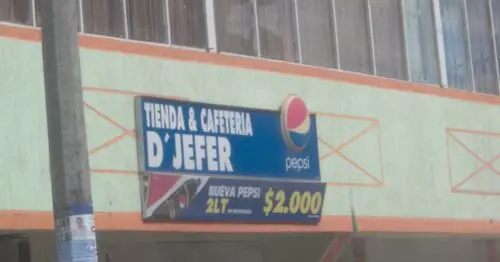 TIENDA & CAFETERIA
D´JEFER
pepsi
NUEVA PEPSI
2LT $2.000